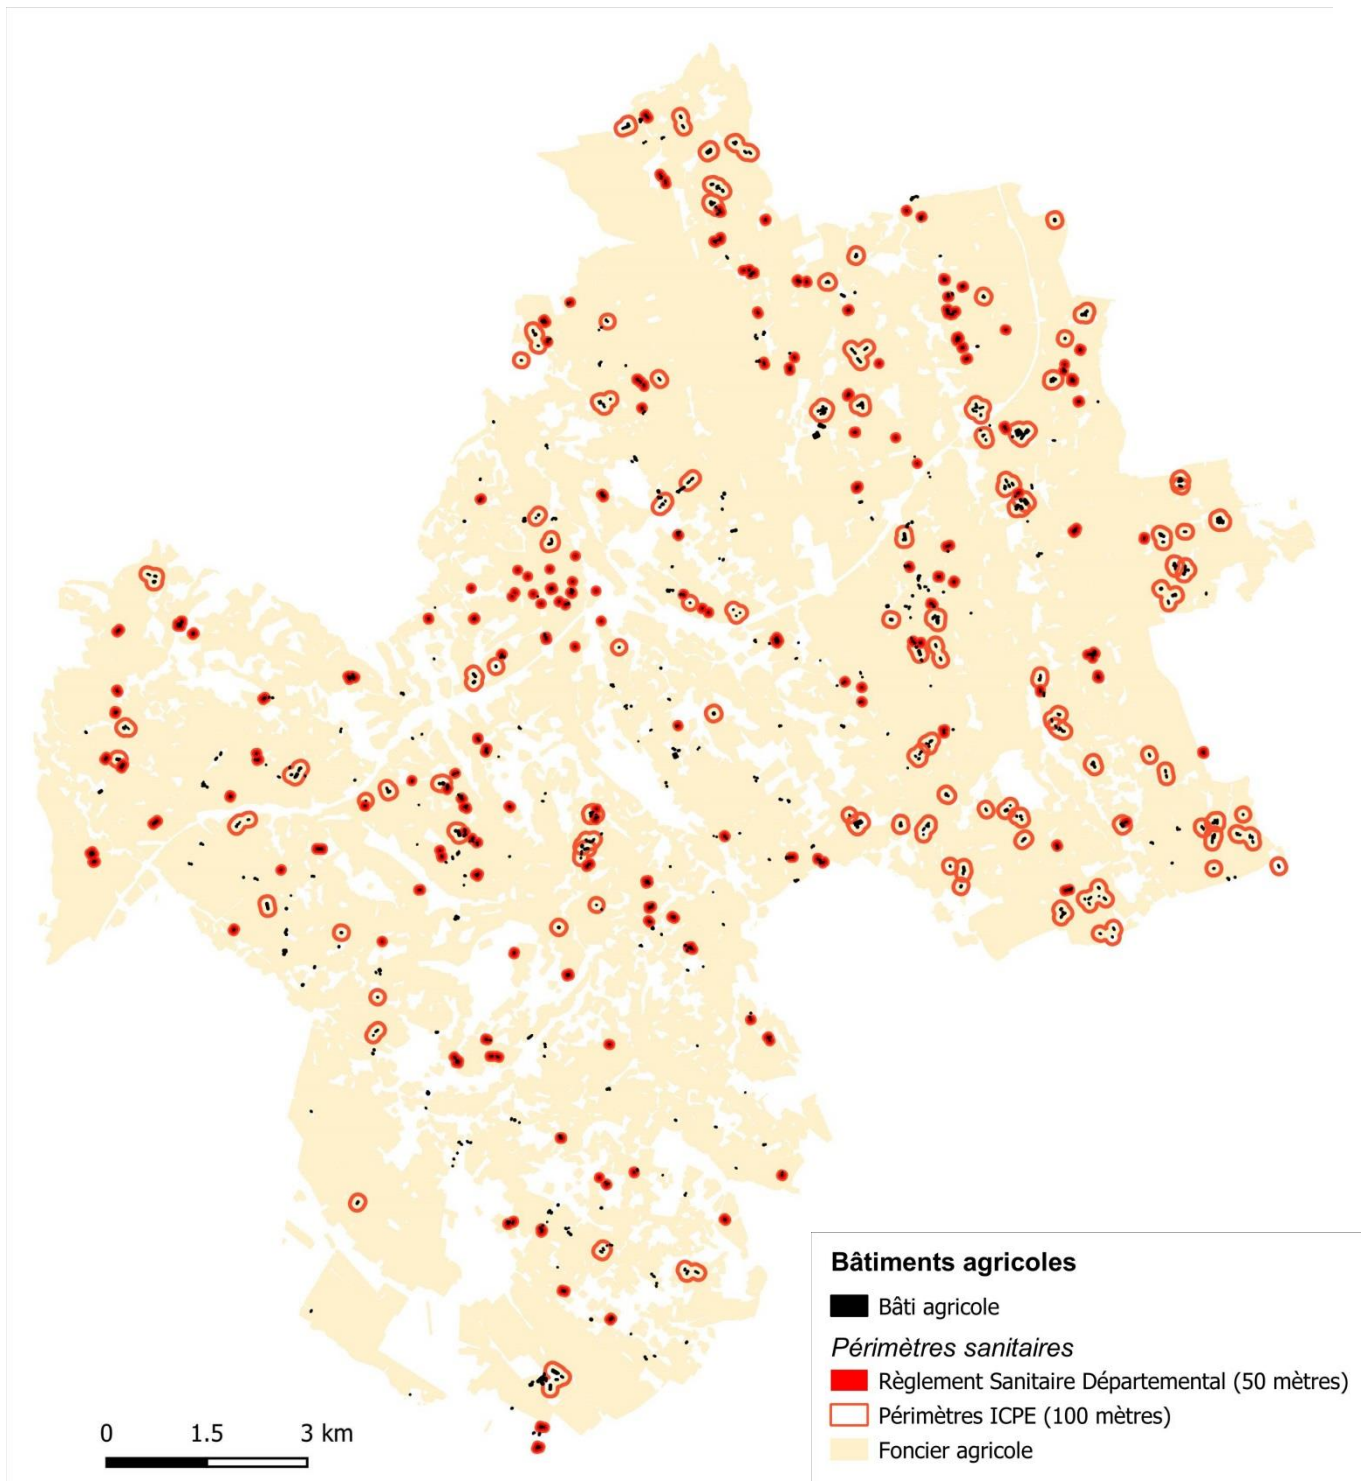 0 1.5 3 km
Bâtiments agricoles
Bâti agricole
Périmètres sanitaires
Règlement Sanitaire Départemental (50 mètres)
Périmètres ICPE (100 mètres)
Foncier agricole